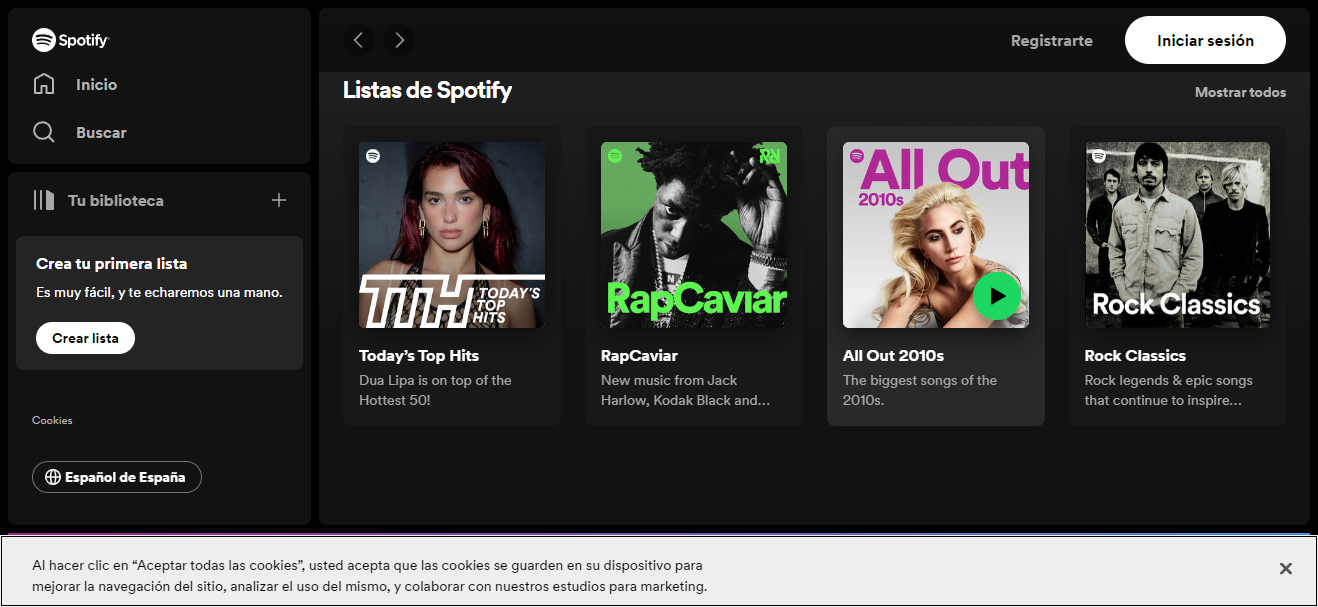 Spotify
Inicio
Buscar
Tu biblioteca
Crea tu primera lista
Es muy fácil, y te echaremos una mano.
Crear lista
Cookies
Español de España
Registrarte
Iniciar sesión
Listas de Spotify
Mostrar todos
TTH TODAY'S
TOP
HITS
Today's Top Hits
Dua Lipa is on top of the
Hottest 50!
RapCaviar
RapCaviar
New music from Jack
Harlow, Kodak Black and...
All Out
2010s
All Out 2010s
The biggest songs of the
2010s.
Rock Classics
Rock Classics
Rock legends & epic songs
that continue to inspire...
Al hacer clic en “Aceptar todas las cookies”, usted acepta que las cookies se guarden en su dispositivo para
mejorar la navegación del sitio, analizar el uso del mismo, y colaborar con nuestros estudios para marketing.